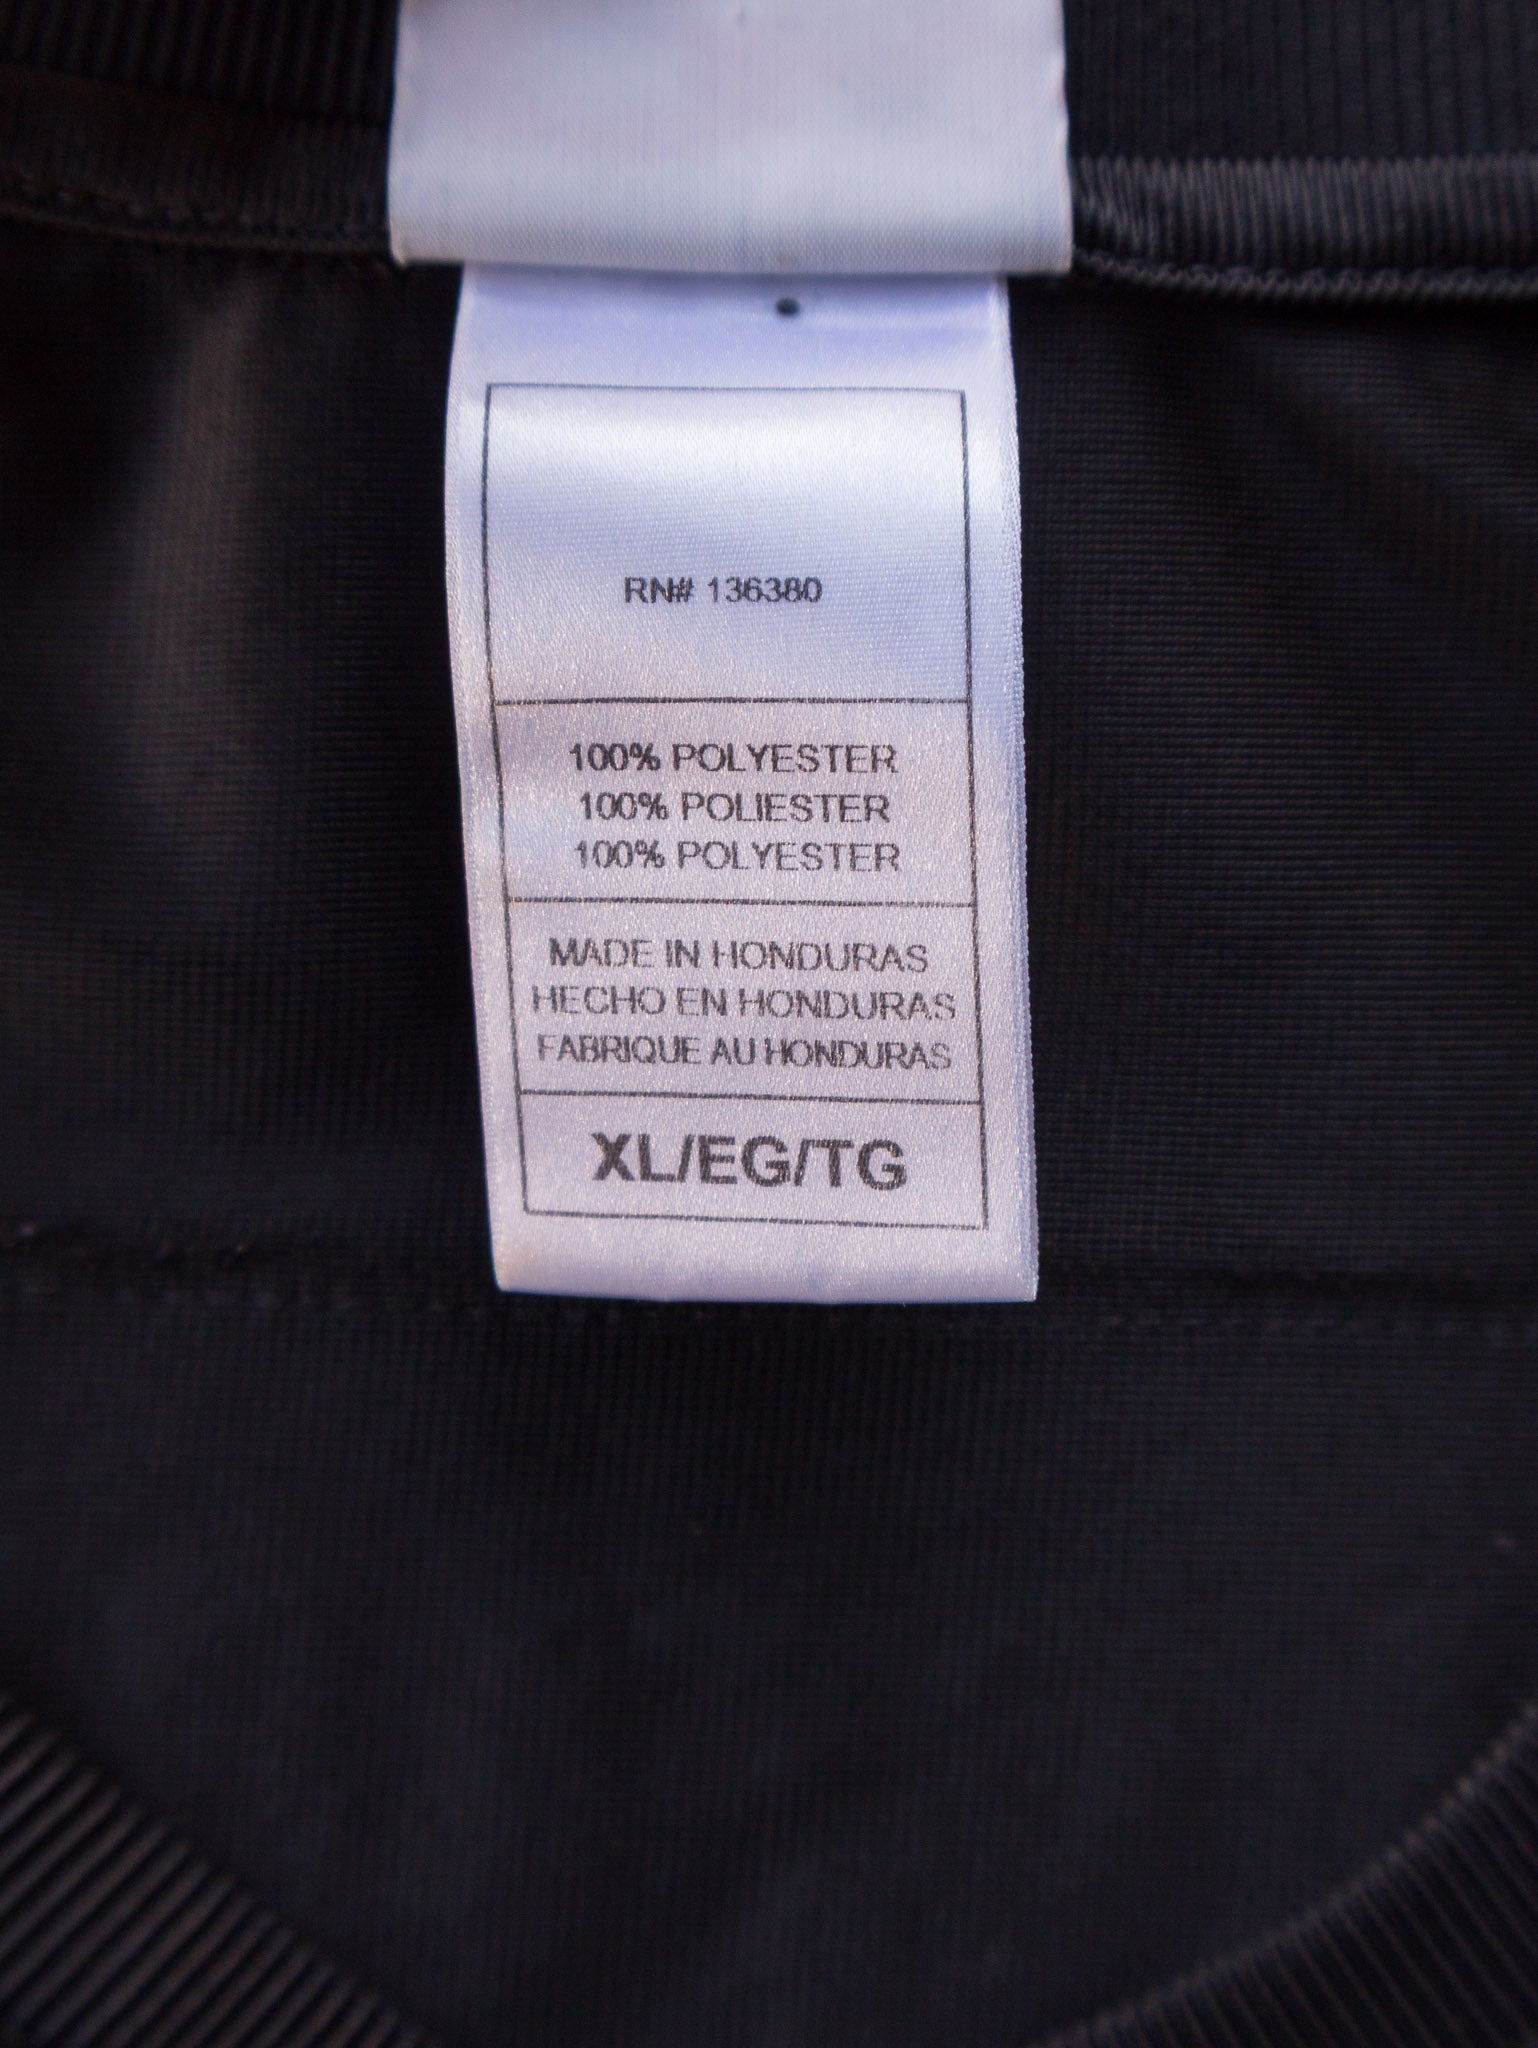 RN# 136380
100% POLYESTER
100% POLIESTER
100% POLYESTER
MADE IN HONDURAS
HECHO EN HONDURAS
FABRIQUE AU HONDURAS
XL/EG/TG